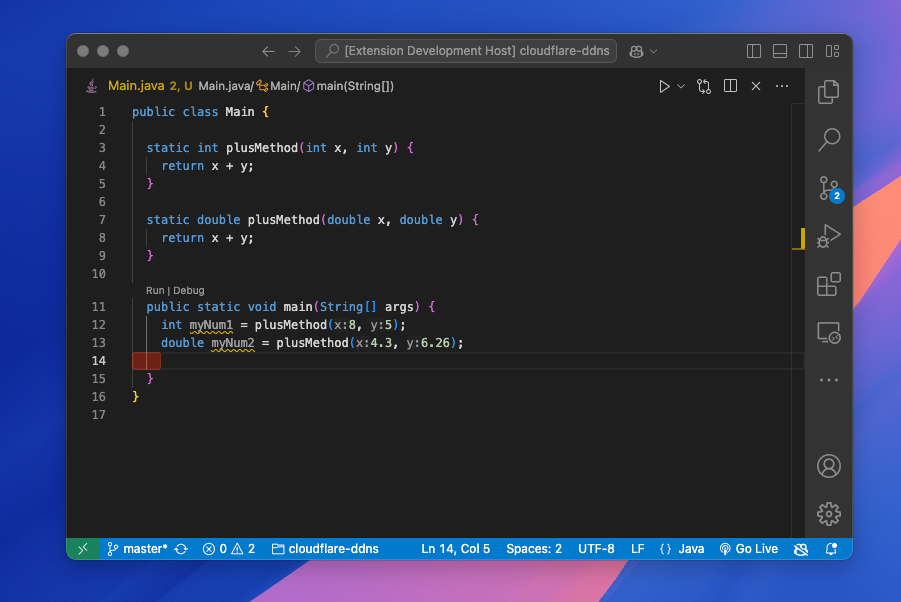 [Extension Development Host] cloudflare-ddns
Main.java 2, U Main.java/ Main/ main(String[])
1 public class Main {
2
3 static int plusMethod(int x, int y) {
4 return x + y;
5 }
6
7 static double plusMethod(double x, double y) {
8 return x + y;
9 }
10
Run | Debug
11 public static void main(String[] args) {
12 int myNum1 = plusMethod(x:8, y:5);
13 double myNum2 = plusMethod(x:4.3, y:6.26);
14
15 }
16 }
17
2
master* 0 2 cloudflare-ddns Ln 14, Col 5 Spaces: 2 UTF-8 LF {} Java Go Live